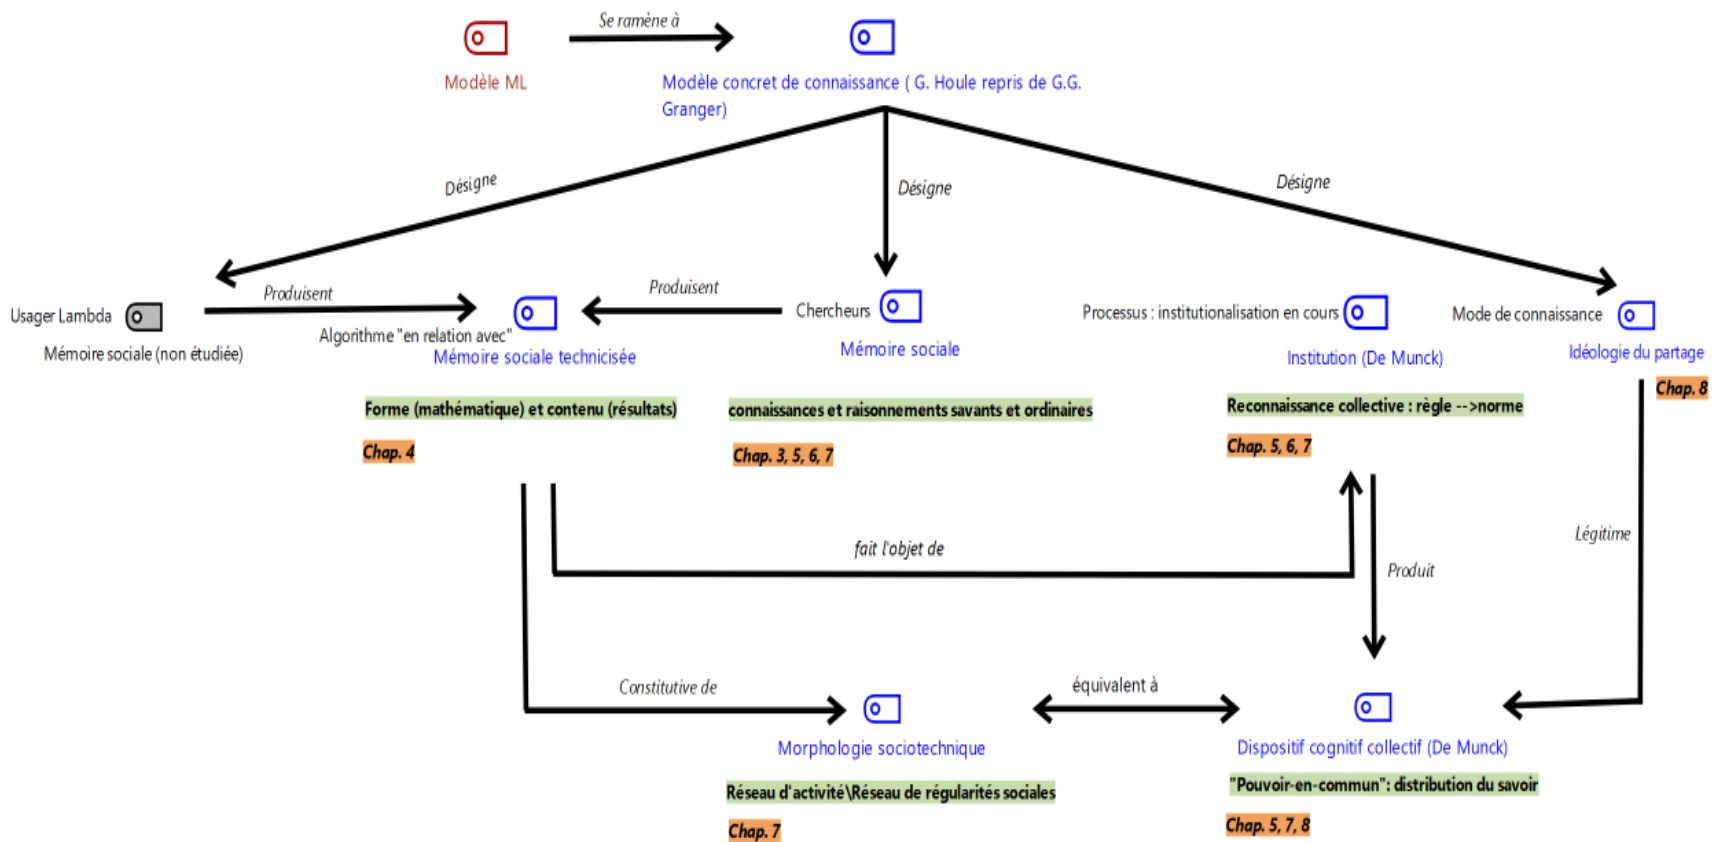 Se ramène à
Modèle ML
Modèle concret de connaissance ( G. Houle repris de G.G.
Granger)
Désigne
Désigne
Désigne
Usager Lambda
Mémoire sociale (non étudiée)
Produisent
Algorithme "en relation avec"
Mémoire sociale technicisée
Produisent
Chercheurs
Mémoire sociale
Processus : institutionalisation en cours
Institution (De Munck)
Mode de connaissance
Idéologie du partage
Chap. 8
Forme (mathématique) et contenu (résultats)
Chap. 4
connaissances et raisonnements savants et ordinaires
Chap. 3, 5, 6, 7
Reconnaissance collective : règle -->norme
Chap. 5, 6, 7
fait l'objet de
Produit
Légitime
Constitutive de
équivalent à
Morphologie sociotechnique
Réseau d'activité\Réseau de régularités sociales
Chap. 7
Dispositif cognitif collectif (De Munck)
"Pouvoir-en-commun": distribution du savoir
Chap. 5, 7, 8